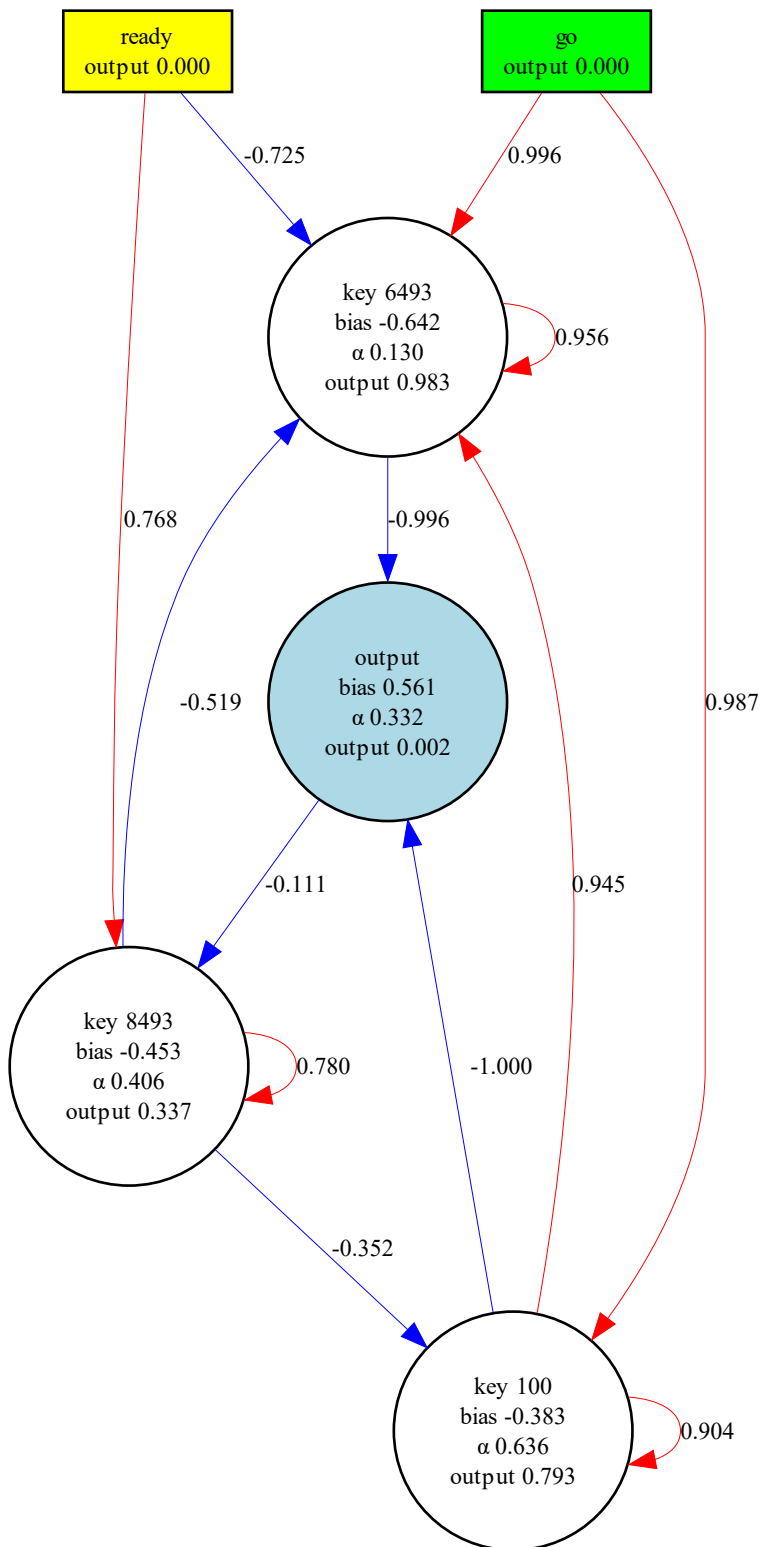 ready
output 0.000
go
output 0.000
-0.725
0.996
key 6493
bias -0.642
α 0.130
output 0.983
0.956
0.768
-0.996
-0.519
output
bias 0.561
α 0.332
output 0.002
0.987
-0.111
0.945
key 8493
bias -0.453
α 0.406
output 0.337
0.780
-1.000
-0.352
key 100
bias -0.383
α 0.636
output 0.793
0.904